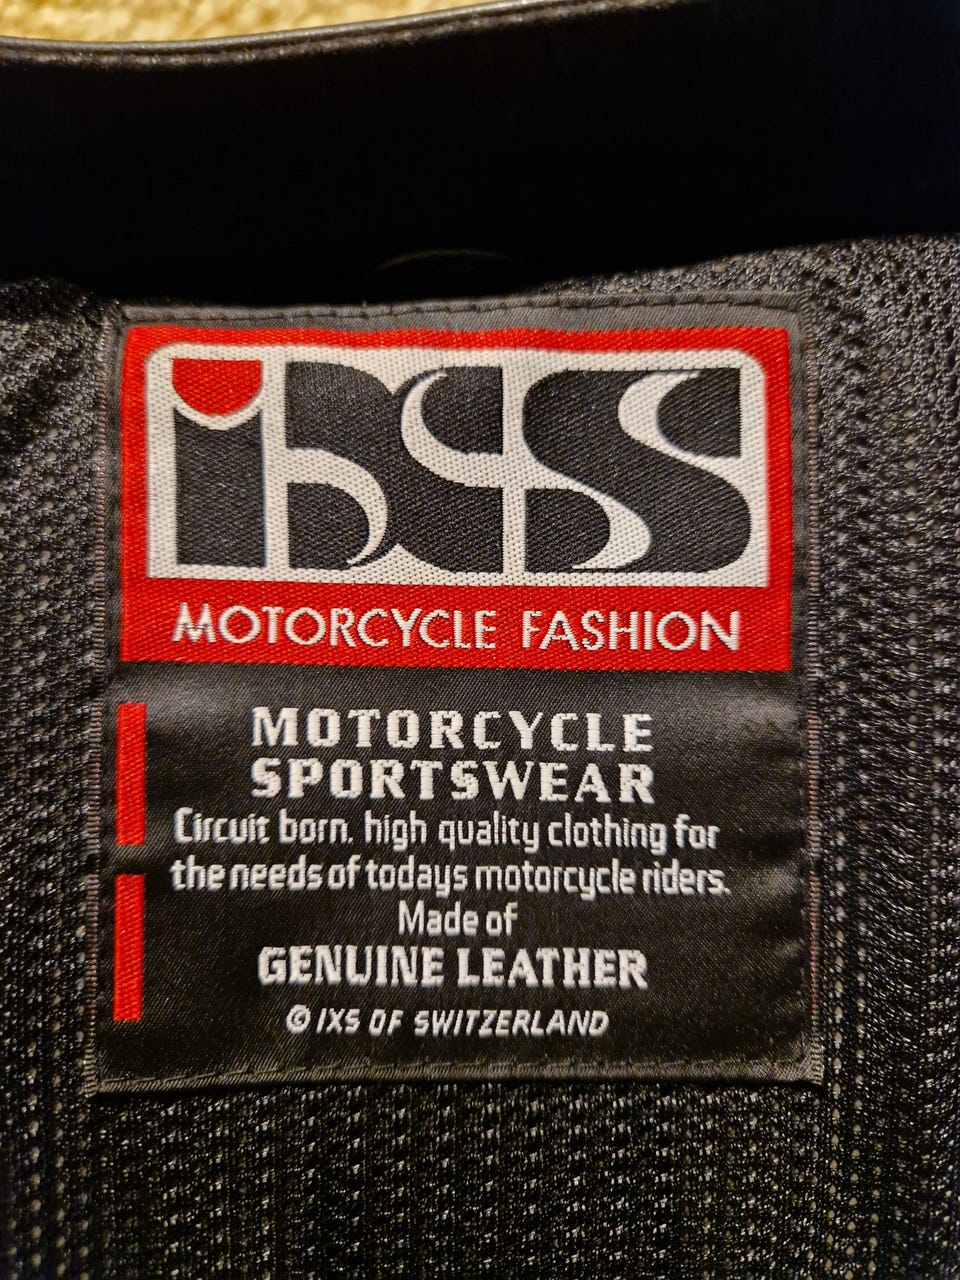 iXS
MOTORCYCLE FASHION
MOTORCYCLE
SPORTSWEAR
Circuit born. high quality clothing for
the needs of todays motorcycle riders.
Made of
GENUINE LEATHER
© IXS OF SWITZERLAND